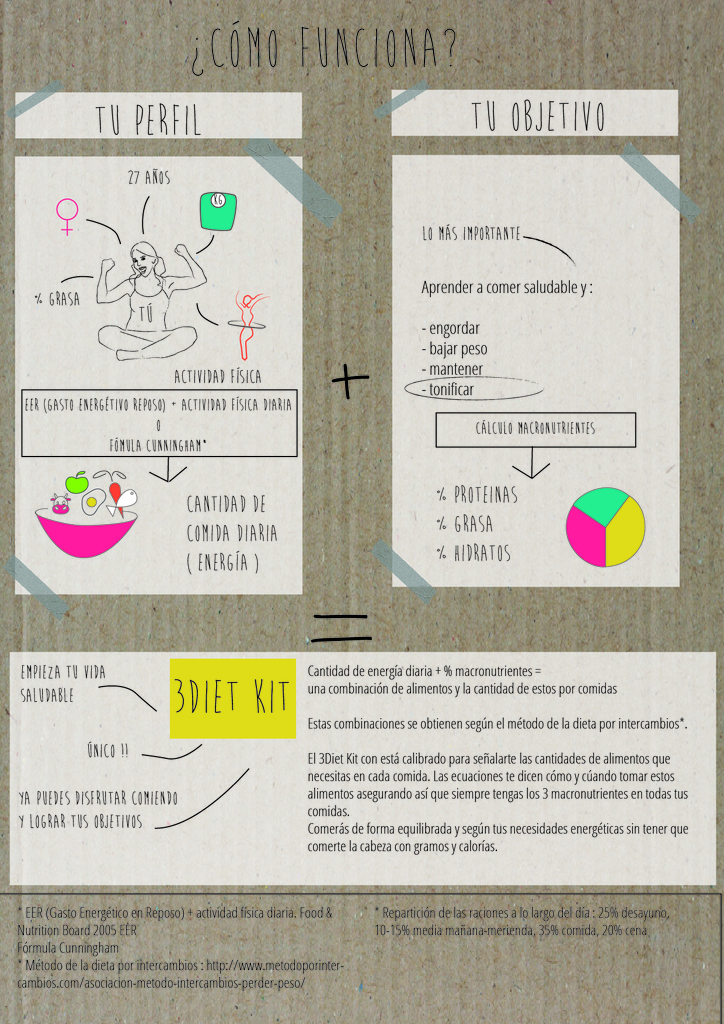 ¿CÓMO FUNCIONA?
TU PERFIL
27 AÑOS
KG
% GRASA
TÚ
ACTIVIDAD FÍSICA
EER (GASTO ENERGÉTIVO REPOSO) + ACTIVIDAD FÍSICA DIARIA
O
FÓMULA CUNNINGHAM*
CANTIDAD DE
COMIDA DIARIA
( ENERGÍA )
+
TU OBJETIVO
LO MÁS IMPORTANTE
Aprender a comer saludable y :
- engordar
- bajar peso
- mantener
- tonificar
CÁLCULO MACRONUTRIENTES
% PROTEINAS
% GRASA
% HIDRATOS
=
EMPIEZA TU VIDA
SALUDABLE
3DIET KIT
ÚNICO !!
YA PUEDES DISFRUTAR COMIENDO
Y LOGRAR TUS OBJETIVOS
Cantidad de energía diaria + % macronutrientes =
una combinación de alimentos y la cantidad de estos por comidas
Estas combinaciones se obtienen según el método de la dieta por intercambios*.
El 3Diet Kit con está calibrado para señalarte las cantidades de alimentos que
necesitas en cada comida. Las ecuaciones te dicen cómo y cúando tomar estos
alimentos asegurando así que siempre tengas los 3 macronutrientes en todas tus
comidas.
Comerás de forma equilibrada y según tus necesidades energéticas sin tener que
comerte la cabeza con gramos y calorías.
* EER (Gasto Energético en Reposo) + actividad física diaria. Food &
Nutrition Board 2005 EER
Fórmula Cunningham
* Método de la dieta por intercambios : http://www.metodoporinter-
cambios.com/asociacion-metodo-intercambios-perder-peso/
* Repartición de las raciones a lo largo del día : 25% desayuno,
10-15% media mañana-merienda, 35% comida, 20% cena